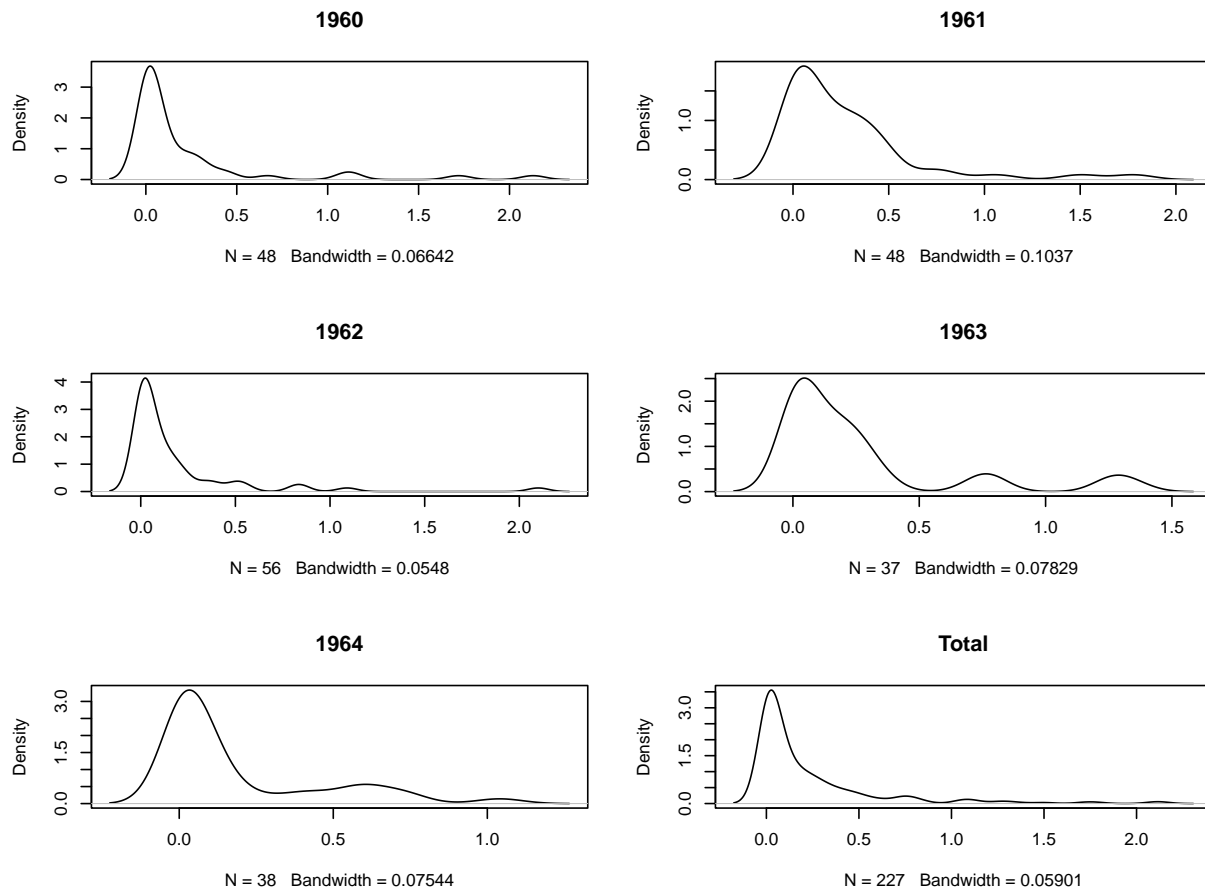 1960
Density
0 1 2 3
0.0 0.5 1.0 1.5 2.0
N = 48 Bandwidth = 0.06642
1961
Density
0.0 1.0
0.0 0.5 1.0 1.5 2.0
N = 48 Bandwidth = 0.1037
1962
Density
0 1 2 3 4
0.0 0.5 1.0 1.5 2.0
N = 56 Bandwidth = 0.0548
1963
Density
0.0 1.0 2.0
0.0 0.5 1.0 1.5
N = 37 Bandwidth = 0.07829
1964
Density
0.0 1.5 3.0
0.0 0.5 1.0
N = 38 Bandwidth = 0.07544
Total
Density
0.0 1.5 3.0
0.0 0.5 1.0 1.5 2.0
N = 227 Bandwidth = 0.05901